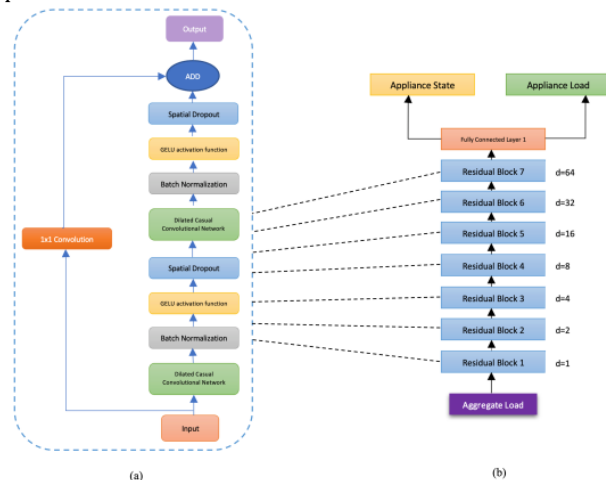 Output
ADD
Spatial Dropout
GELU activation function
Batch Normalization
Dilated Casual
Convolutional Network
1x1 Convolution
Spatial Dropout
GELU activation function
Batch Normalization
Dilated Casual
Convolutional Network
Input
(a)
Appliance State
Appliance Load
Fully Connected Layer 1
Residual Block 7 d=64
Residual Block 6 d=32
Residual Block 5 d=16
Residual Block 4 d=8
Residual Block 3 d=4
Residual Block 2 d=2
Residual Block 1 d=1
Aggregate Load
(b)